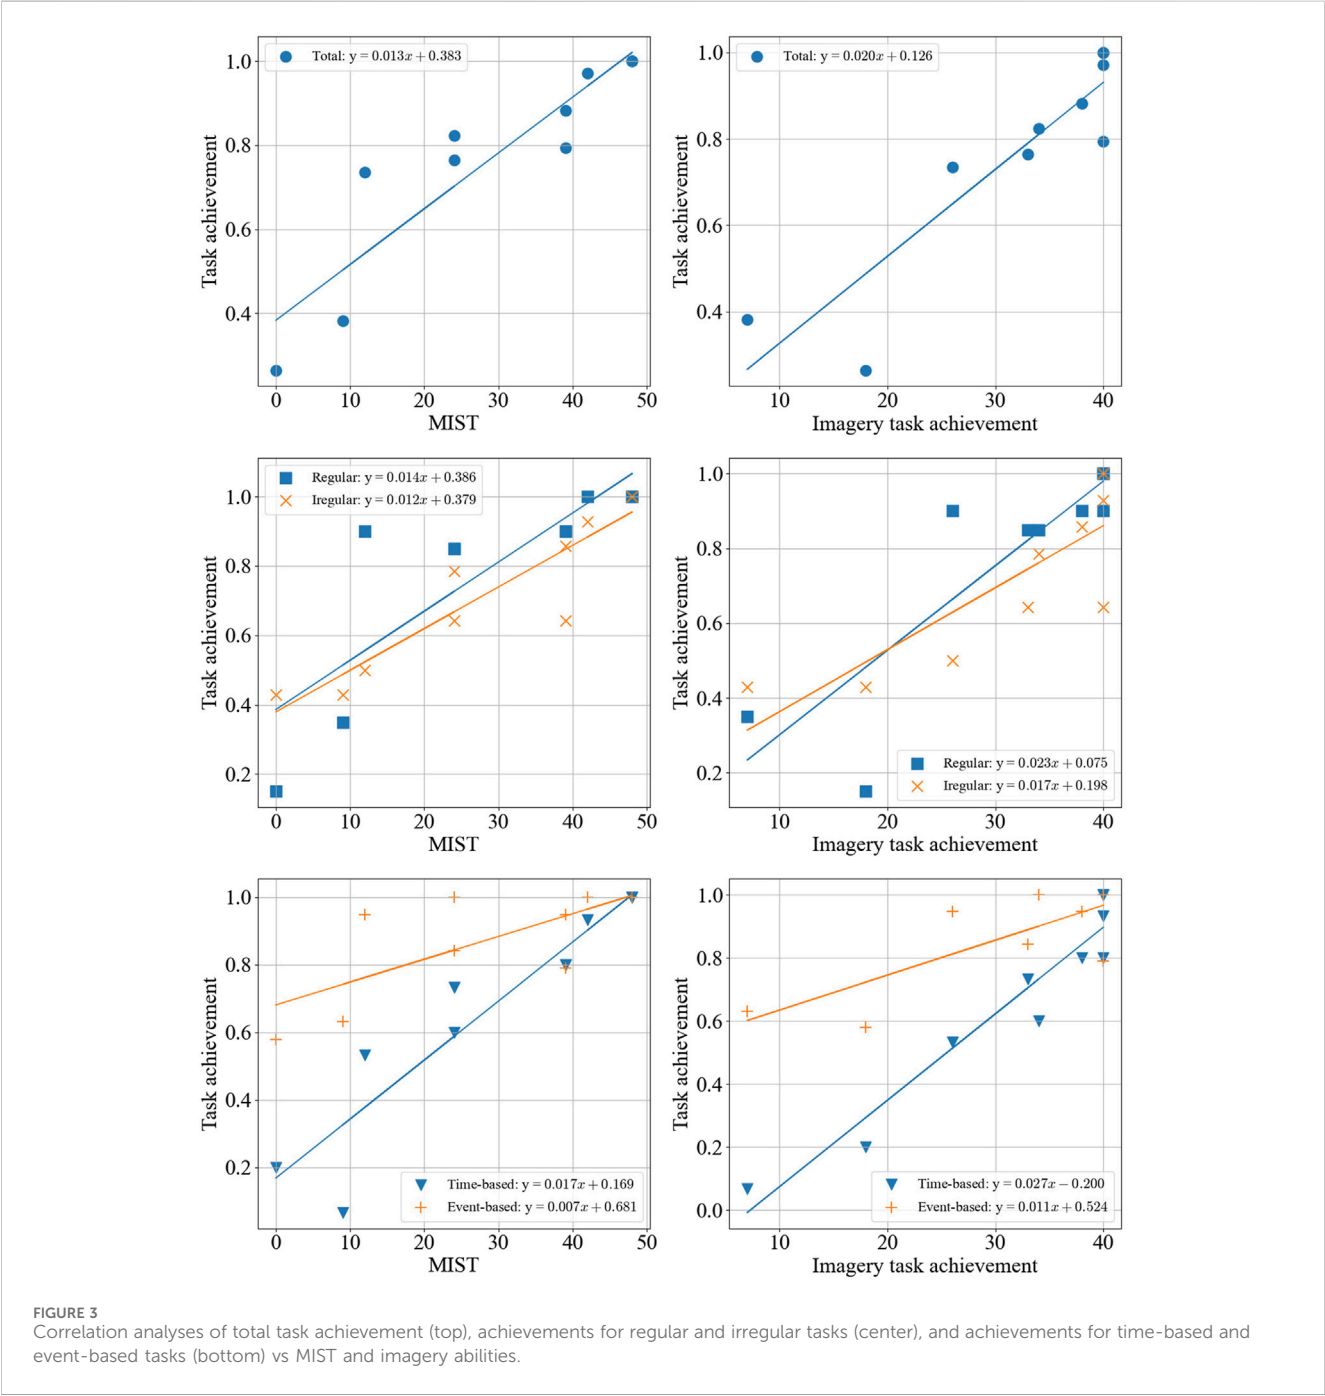 Total: y = 0.013x + 0.383
1.0
0.8
0.6
0.4
Task achievement
0 10 20 30 40 50
MIST
Total: y = 0.020x + 0.126
1.0
0.8
0.6
0.4
Task achievement
10 20 30 40
Imagery task achievement
Regular: y = 0.014x + 0.386
Iregular: y = 0.012x + 0.379
1.0
0.8
0.6
0.4
0.2
Task achievement
0 10 20 30 40 50
MIST
1.0
0.8
0.6
0.4
0.2
Task achievement
Regular: y = 0.023x + 0.075
Iregular: y = 0.017x + 0.198
10 20 30 40
Imagery task achievement
1.0
0.8
0.6
0.4
0.2
Task achievement
Time-based: y = 0.017x + 0.169
Event-based: y = 0.007x + 0.681
0 10 20 30 40 50
MIST
1.0
0.8
0.6
0.4
0.2
0.0
Task achievement
Time-based: y = 0.027x − 0.200
Event-based: y = 0.011x + 0.524
10 20 30 40
Imagery task achievement
FIGURE 3
Correlation analyses of total task achievement (top), achievements for regular and irregular tasks (center), and achievements for time-based and
event-based tasks (bottom) vs MIST and imagery abilities.